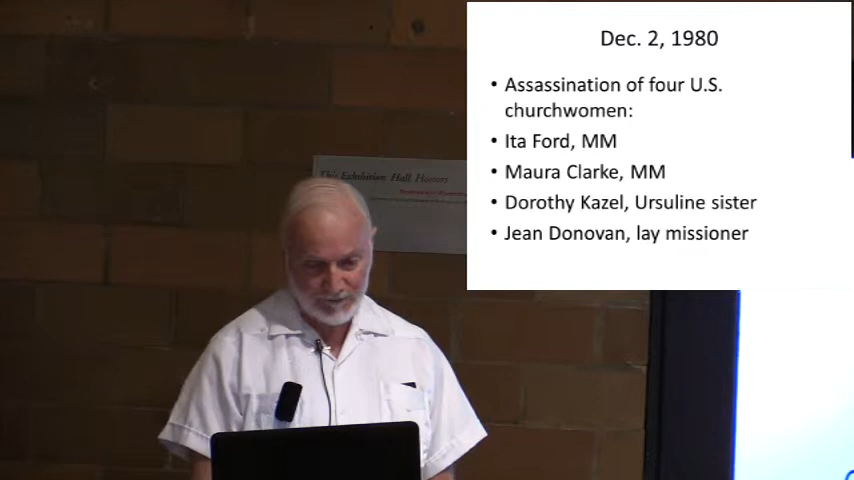 Dec. 2, 1980
• Assassination of four U.S.
churchwomen:
• Ita Ford, MM
• Maura Clarke, MM
• Dorothy Kazel, Ursuline sister
• Jean Donovan, lay missioner
This Exhibition Hall Honors